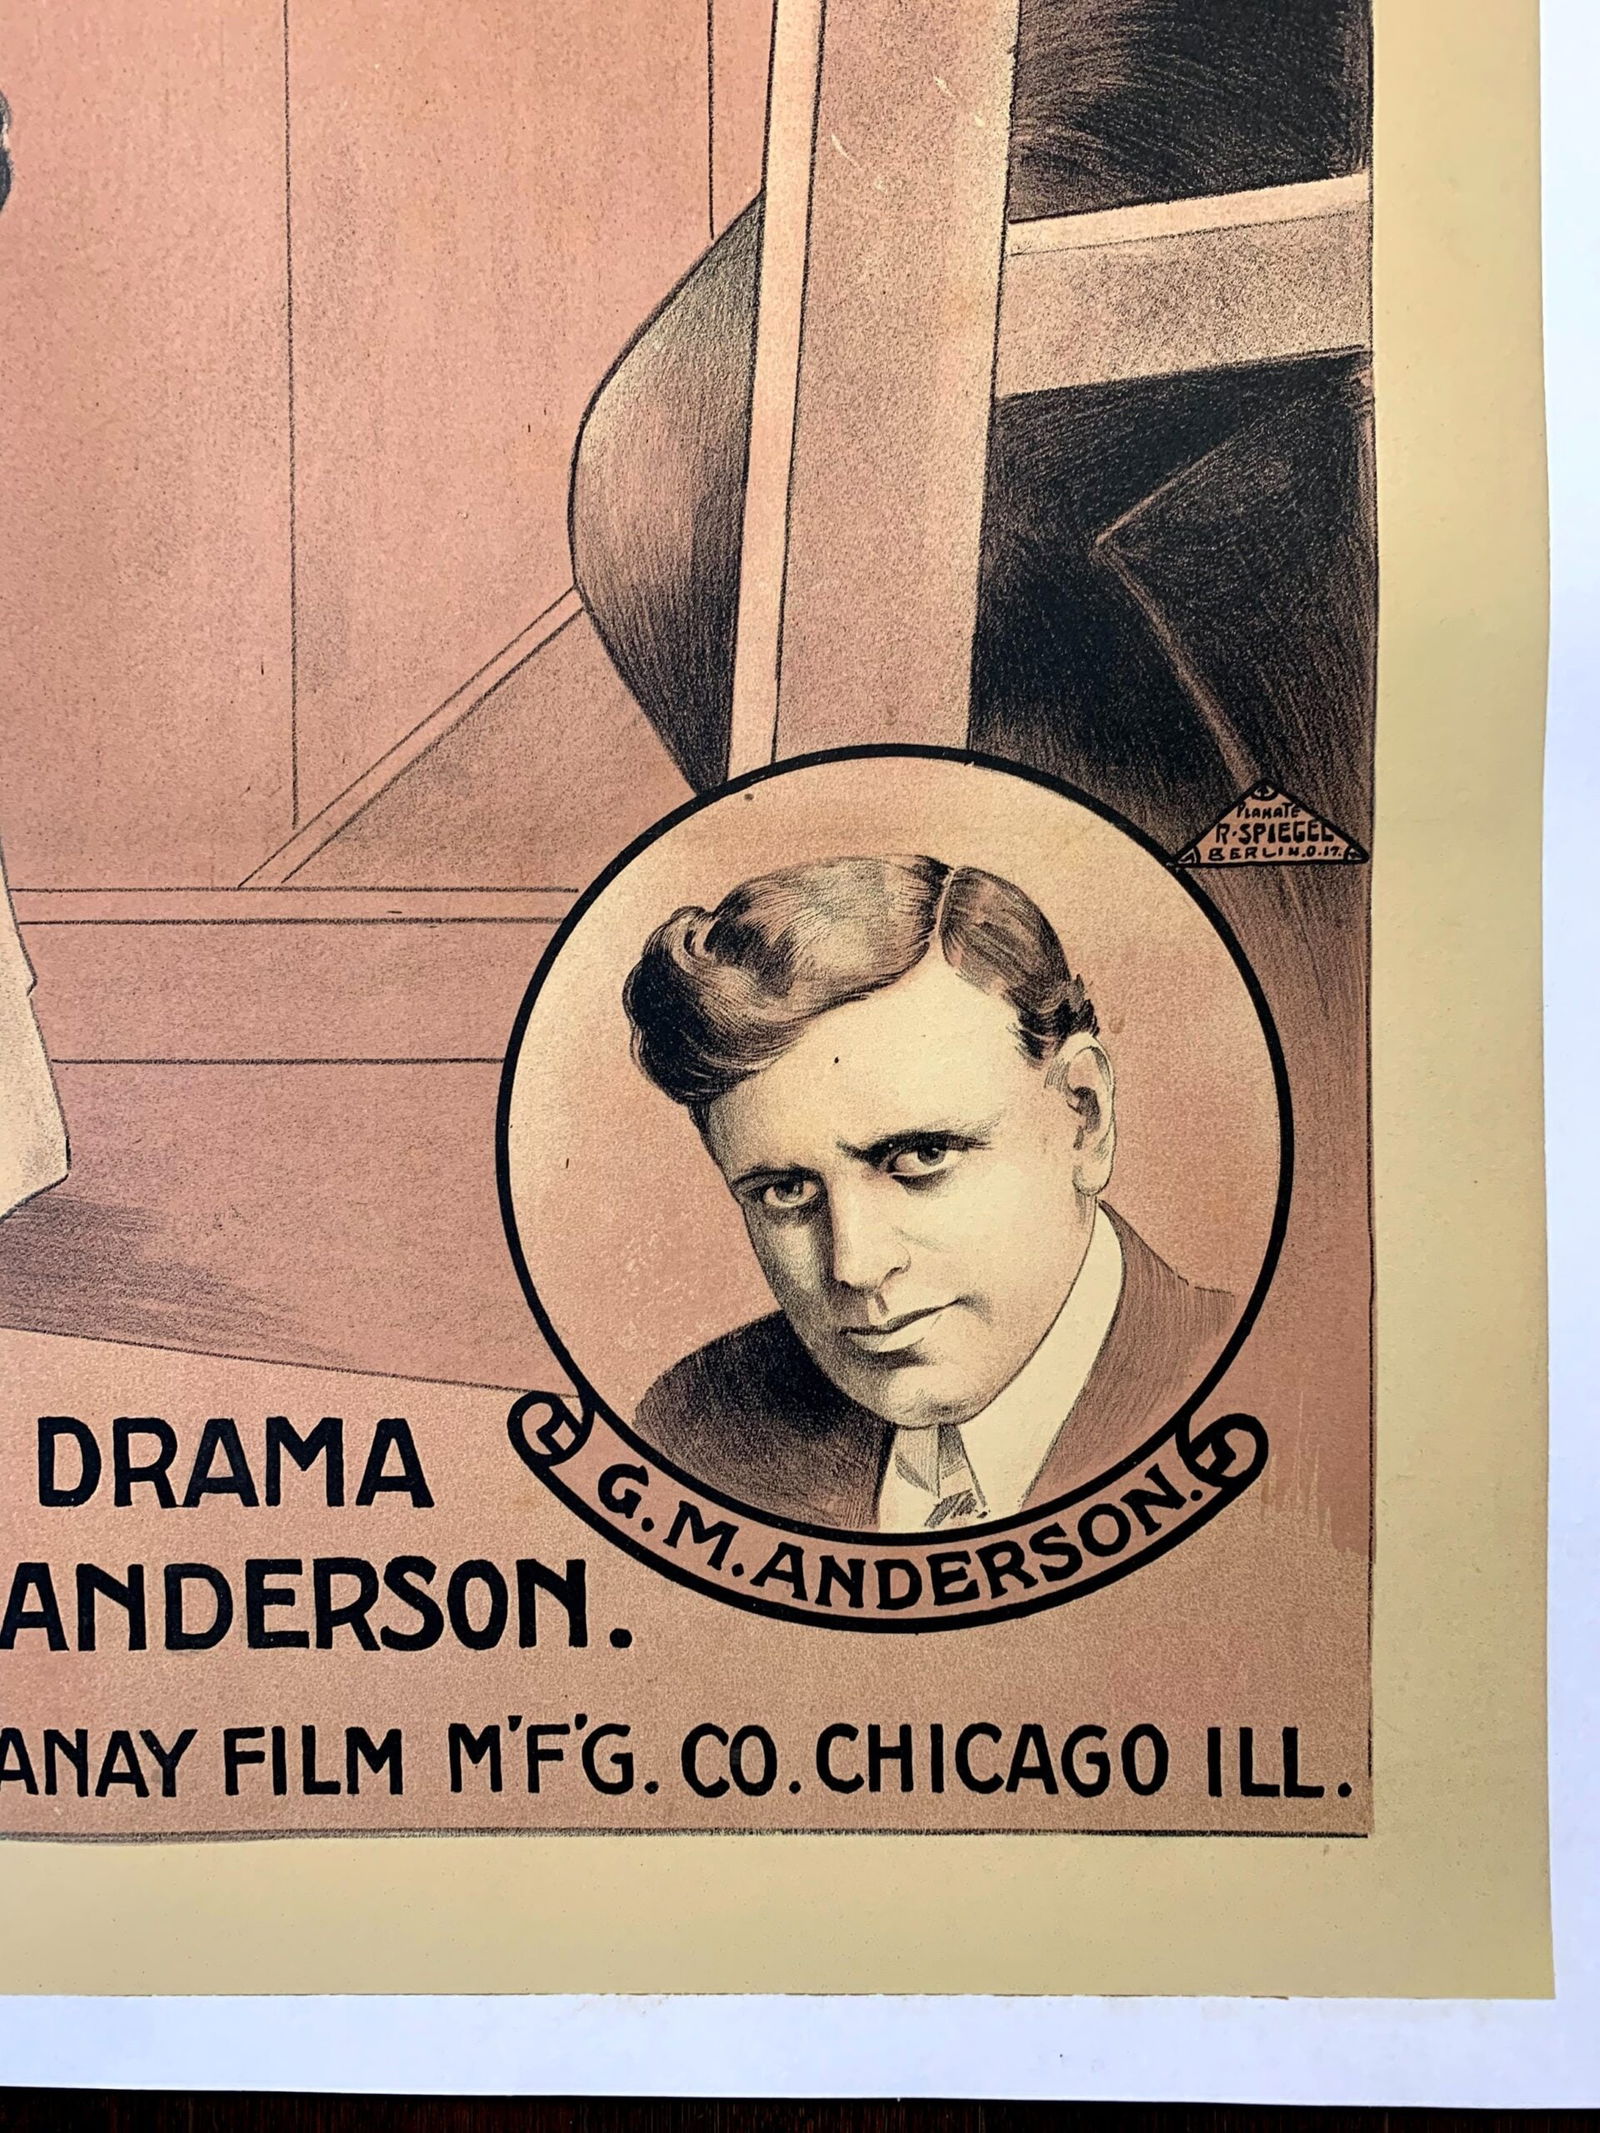 PLAKATE
R·SPIEGEL
BERLIN.O.17.
G.M.ANDERSON.
DRAMA
ANDERSON.
ANAY FILM M'F'G. CO. CHICAGO ILL.